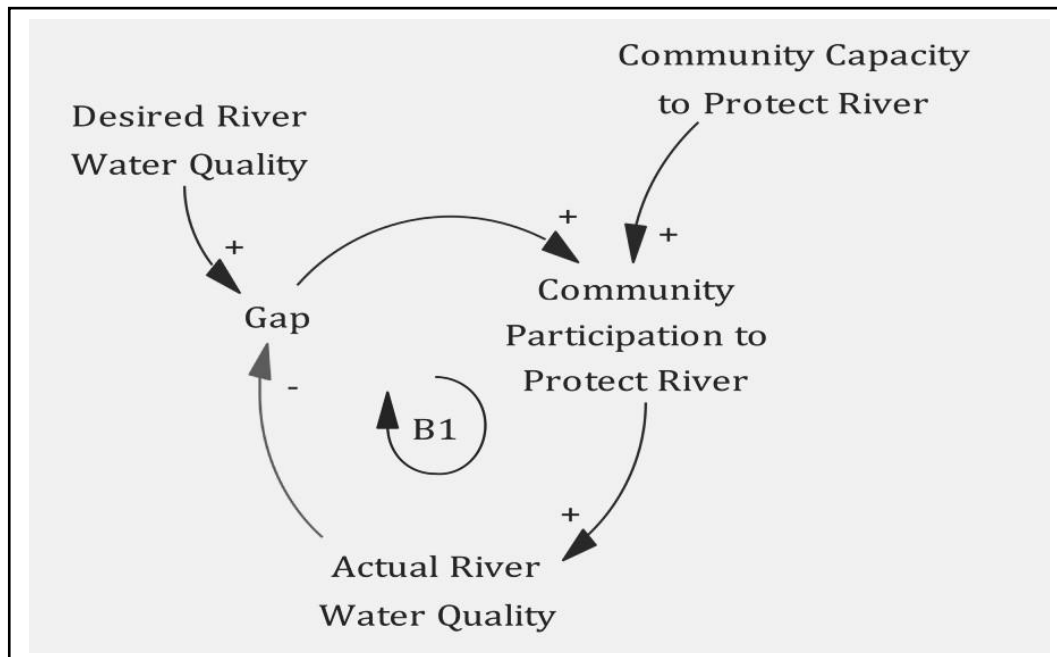 Community Capacity
to Protect River
Desired River
Water Quality
+
+
+
Gap
Community
Participation to
Protect River
-
B1
+
Actual River
Water Quality